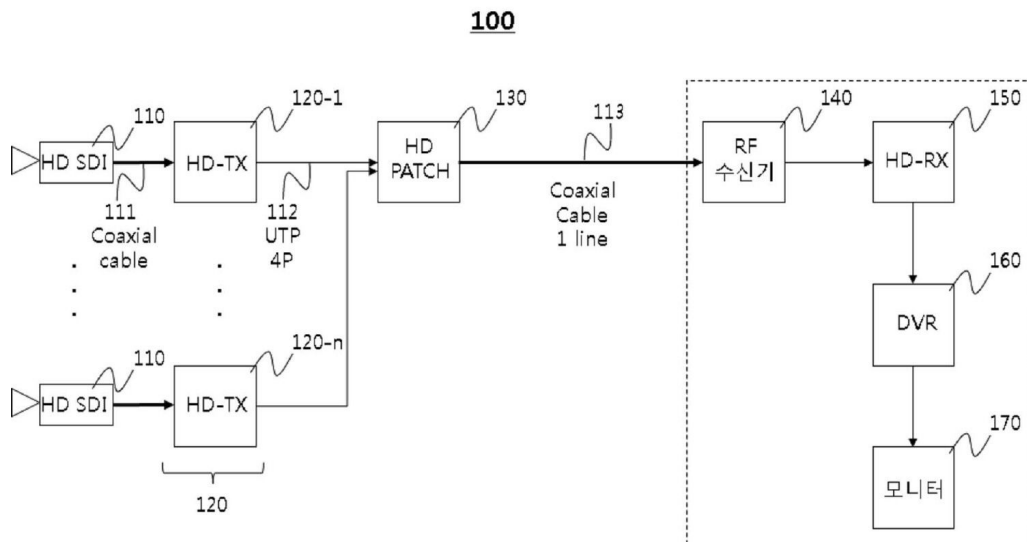 100
110
HD SDI
111
Coaxial
cable
120-1
HD-TX
112
UTP
4P
130
HD
PATCH
113
Coaxial
Cable
1 line
140
RF
수신기
150
HD-RX
160
DVR
170
모니터
110
HD SDI
120-n
HD-TX
120